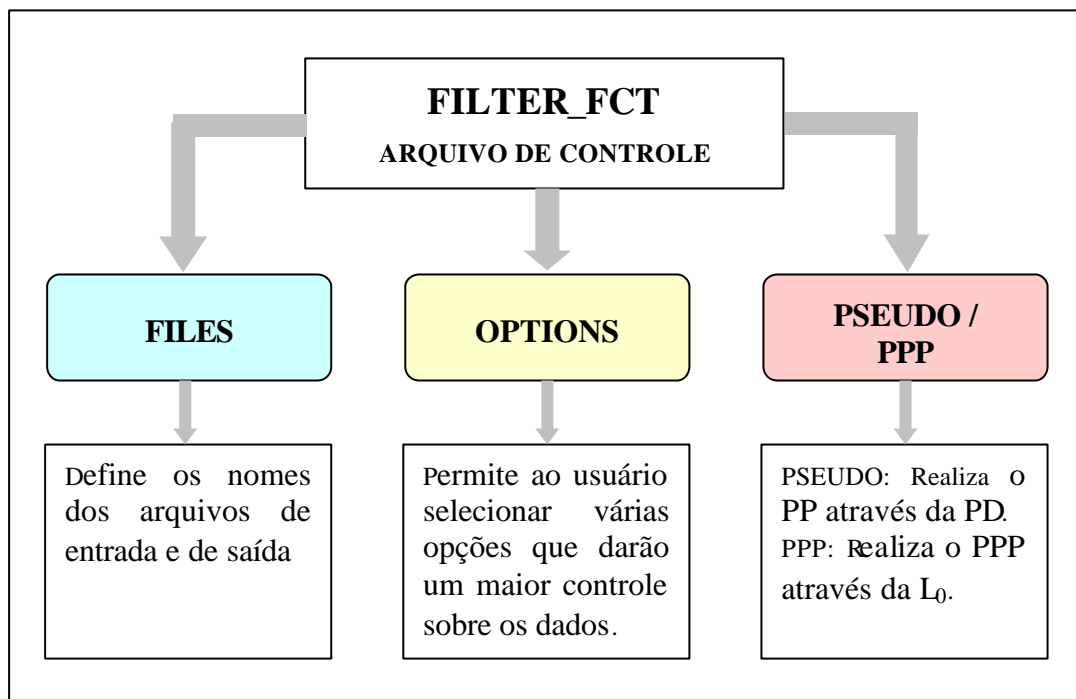 FILTER_FCT
ARQUIVO DE CONTROLE
FILES
OPTIONS
PSEUDO /
PPP
Define os nomes
dos arquivos de
entrada e de saída
Permite ao usuário
selecionar várias
opções que darão
um maior controle
sobre os dados.
PSEUDO: Realiza o
PP através da PD.
PPP: Realiza o PPP
através da L₀.